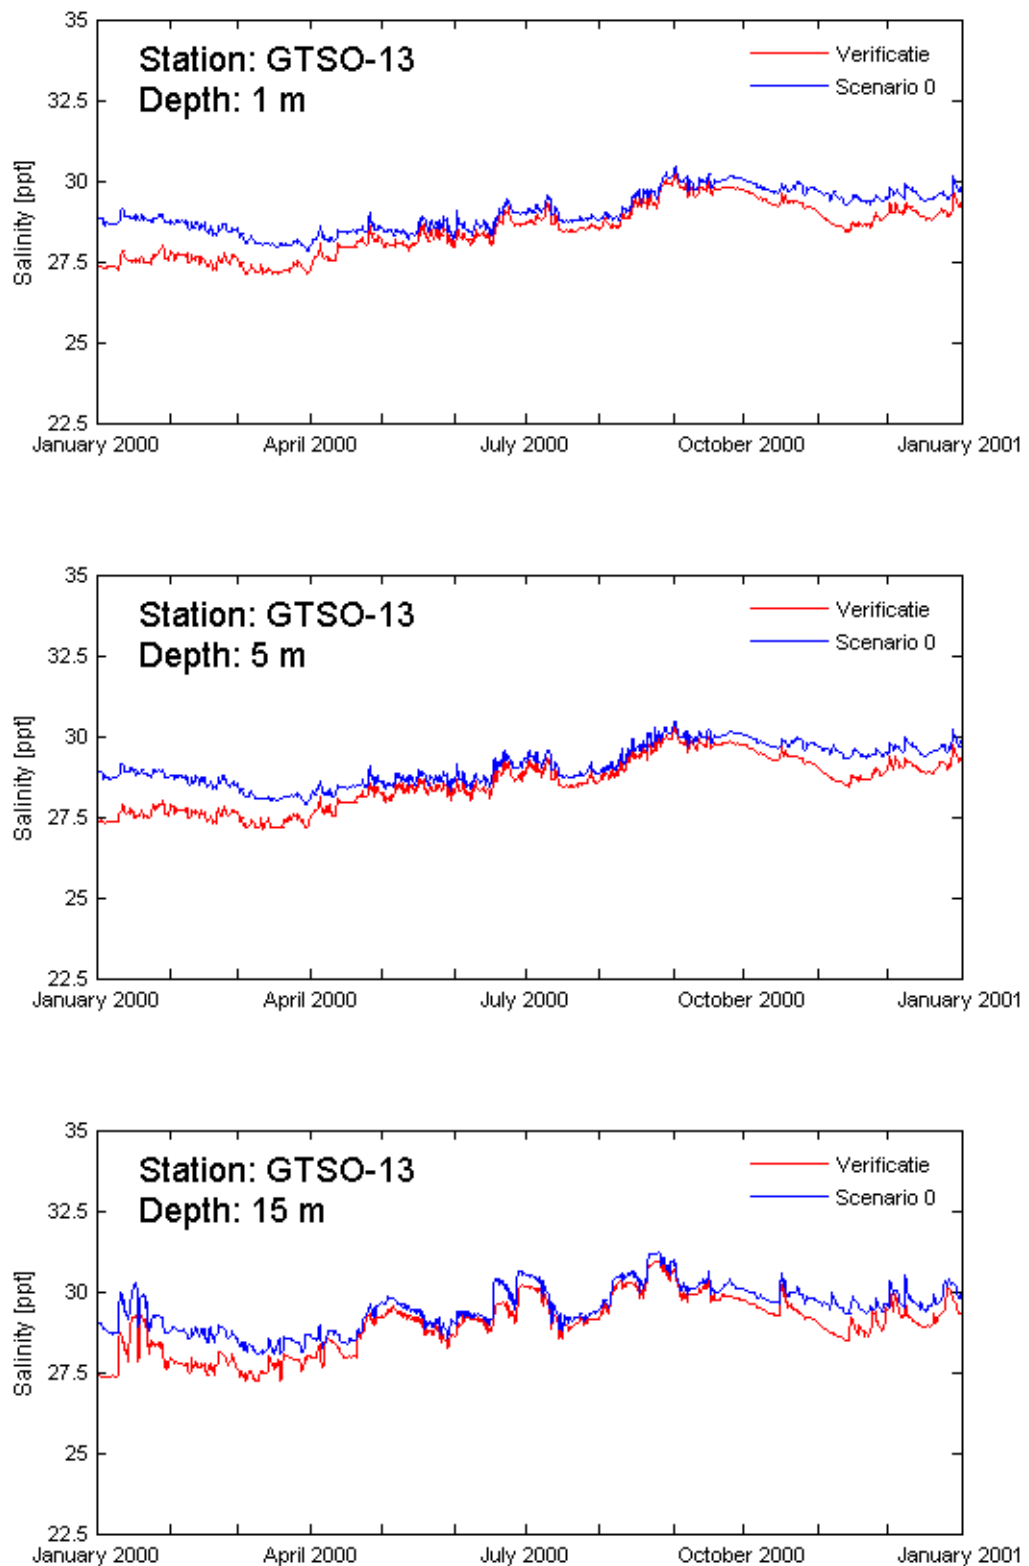 35
Station: GTSO-13
Verificatie
Depth: 1 m
Scenario 0
32.5
30
Salinity [ppt]
27.5
25
22.5
January 2000 April 2000 July 2000 October 2000 January 2001
35
Station: GTSO-13
Verificatie
Depth: 5 m
Scenario 0
32.5
30
Salinity [ppt]
27.5
25
22.5
January 2000 April 2000 July 2000 October 2000 January 2001
35
Station: GTSO-13
Verificatie
Depth: 15 m
Scenario 0
32.5
30
Salinity [ppt]
27.5
25
22.5
January 2000 April 2000 July 2000 October 2000 January 2001